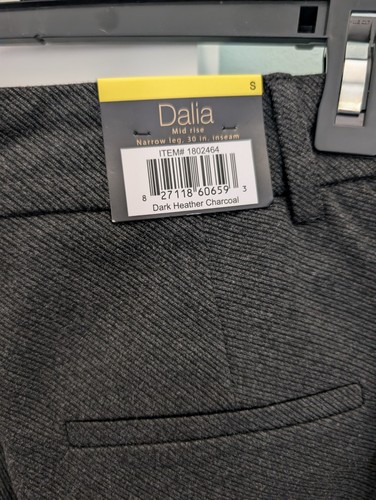 S
Dalia
Mid rise
Narrow leg, 30 in. inseam
ITEM# 1802464
8 27118 60659 3
Dark Heather Charcoal